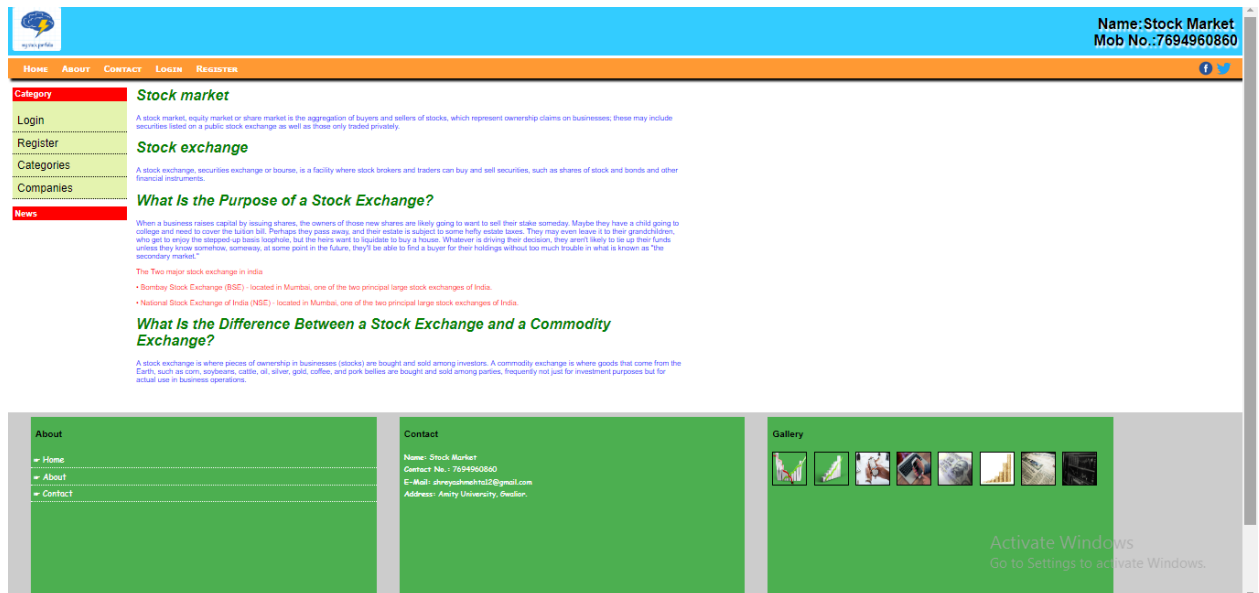 Name:Stock Market
Mob No.:7694960860
Home About Contact Login Register
Category
Login
Register
Categories
Companies
News
Stock market
A stock market, equity market or share market is the aggregation of buyers and sellers of stocks, which represent ownership claims on businesses; these may include
securities listed on a public stock exchange as well as those only traded privately.
Stock exchange
A stock exchange, securities exchange or bourse, is a facility where stock brokers and traders can buy and sell securities, such as shares of stock and bonds and other
financial instruments.
What Is the Purpose of a Stock Exchange?
When a business raises capital by issuing shares, the owners of those new shares are likely going to want to sell their stake someday. Maybe they have a child going to
college and need to cover the tuition bill. Perhaps they pass away, and their estate is subject to some hefty estate taxes. They may even leave it to their grandchildren,
who get to enjoy the stepped-up basis loophole, but the heirs want to liquidate to buy a house. Whatever is driving their decision, they aren't likely to tie up their funds
unless they know somehow, someway, at some point in the future, they'll be able to find a buyer for their holdings without too much trouble in what is known as "the
secondary market."
The Two major stock exchange in india
• Bombay Stock Exchange (BSE) - located in Mumbai, one of the two principal large stock exchanges of India.
• National Stock Exchange of India (NSE) - located in Mumbai, one of the two principal large stock exchanges of India.
What Is the Difference Between a Stock Exchange and a Commodity
Exchange?
A stock exchange is where pieces of ownership in businesses (stocks) are bought and sold among investors. A commodity exchange is where goods that come from the
Earth, such as corn, soybeans, cattle, oil, silver, gold, coffee, and pork bellies are bought and sold among parties, frequently not just for investment purposes but for
actual use in business operations.
About
Home
About
Contact
Contact
Name: Stock Market
Contact No.: 7694960860
E-Mail: shreyashmehta12@gmail.com
Address: Amity University, Gwalior.
Gallery
Activate Windows
Go to Settings to activate Windows.